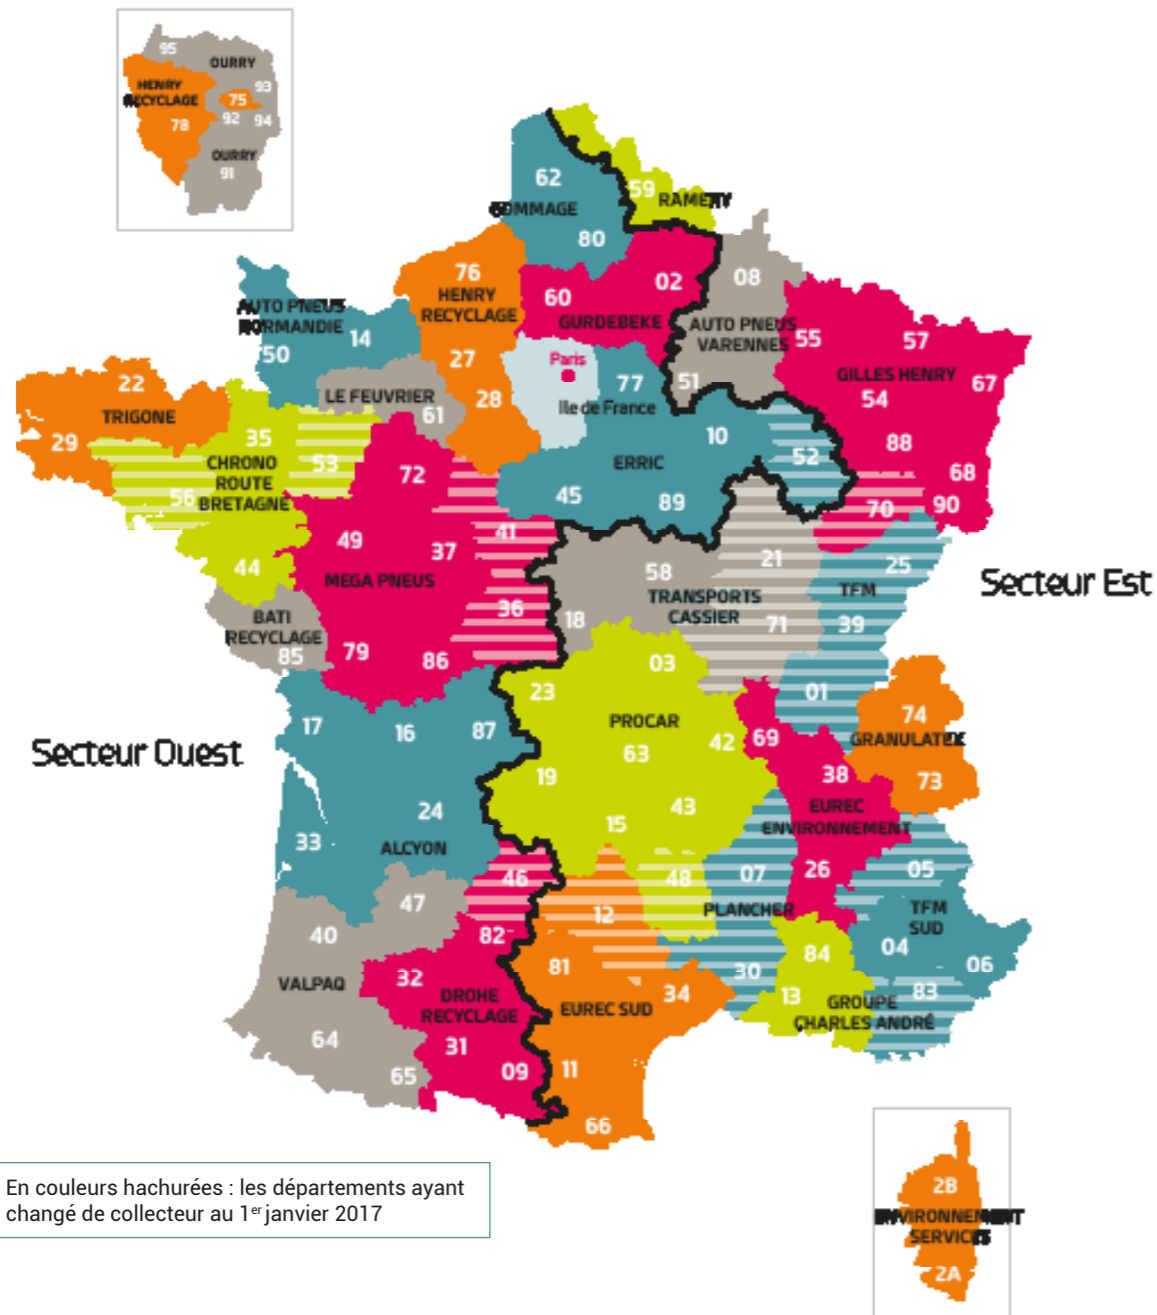 95
OURRY
HENRY
RECYCLAGE
93
75
78
92
94
OURRY
91
62
59
RAMERY
SOMMAGE
80
76
HENRY
RECYCLAGE
02
60
GURDEBEKE
08
AUTO PNEUS
VARENNES
55
57
GILLES HENRY
67
54
AUTO PNEUS
NORMANDIE
14
50
27
Paris
77
51
22
TRIGONE
LE FEUVRIER
61
28
Ile de France
88
68
29
35
CHRONO
ROUTE
BRETAGNE
53
72
10
ERRIC
52
56
45
89
70
90
49
37
41
MEGA PNEUS
44
58
21
25
TRANSPORTS
CASSIER
TFM
Secteur Est
BATI
RECYCLAGE
85
79
86
36
18
71
39
03
23
01
17
16
87
PROCAR
63
42
69
74
GRANULATEX
Secteur Ouest
19
38
73
24
43
EUREC
ENVIRONNEMENT
33
ALCYON
15
46
48
07
26
05
47
12
PLANCHER
TFM
SUD
40
82
04
06
VALPAQ
32
81
30
84
34
13
83
DROHE
RECYCLAGE
EUREC SUD
GROUPE
CHARLES ANDRÉ
64
31
65
09
11
66
En couleurs hachurées : les départements ayant
changé de collecteur au 1er janvier 2017
2B
ENVIRONNEMENT
SERVICES
2A